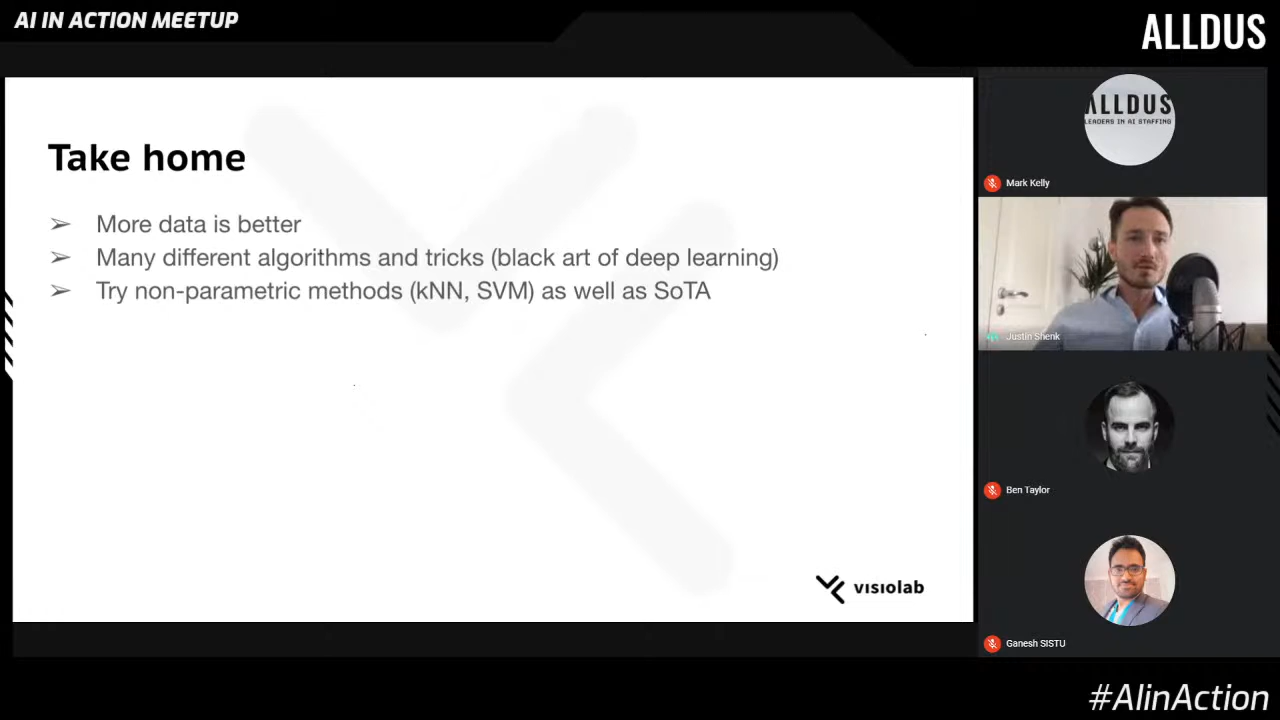 AI IN ACTION MEETUP
ALLDUS
Take home
➢ More data is better
➢ Many different algorithms and tricks (black art of deep learning)
➢ Try non-parametric methods (kNN, SVM) as well as SoTA
visiolab
ALLDUS
LEADERS IN AI STAFFING
Mark Kelly
Justin Shenk
Ben Taylor
Ganesh SISTU
#AIinAction